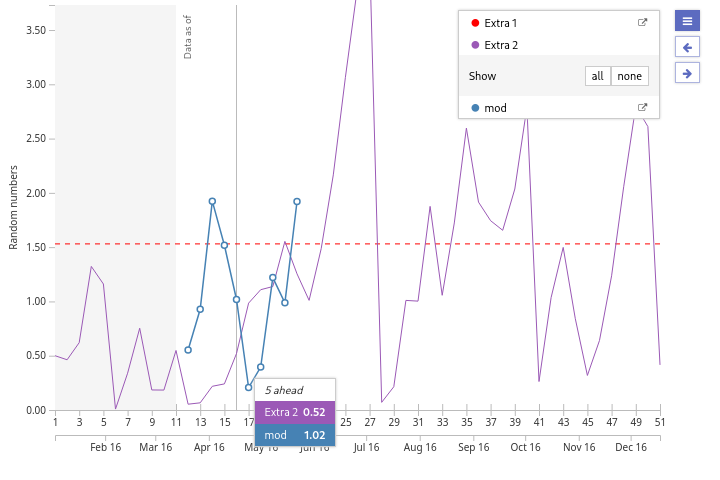 Extra 1
Extra 2
Show all none
mod
Data as of
Random numbers
3.50
3.00
2.50
2.00
1.50
1.00
0.50
0.00
5 ahead
Extra 2 0.52
mod 1.02
1 3 5 7 9 11 13 15 17 25 27 29 31 33 35 37 39 41 43 45 47 49 51
Feb 16 Mar 16 Apr 16 May 16 Jun 16 Jul 16 Aug 16 Sep 16 Oct 16 Nov 16 Dec 16